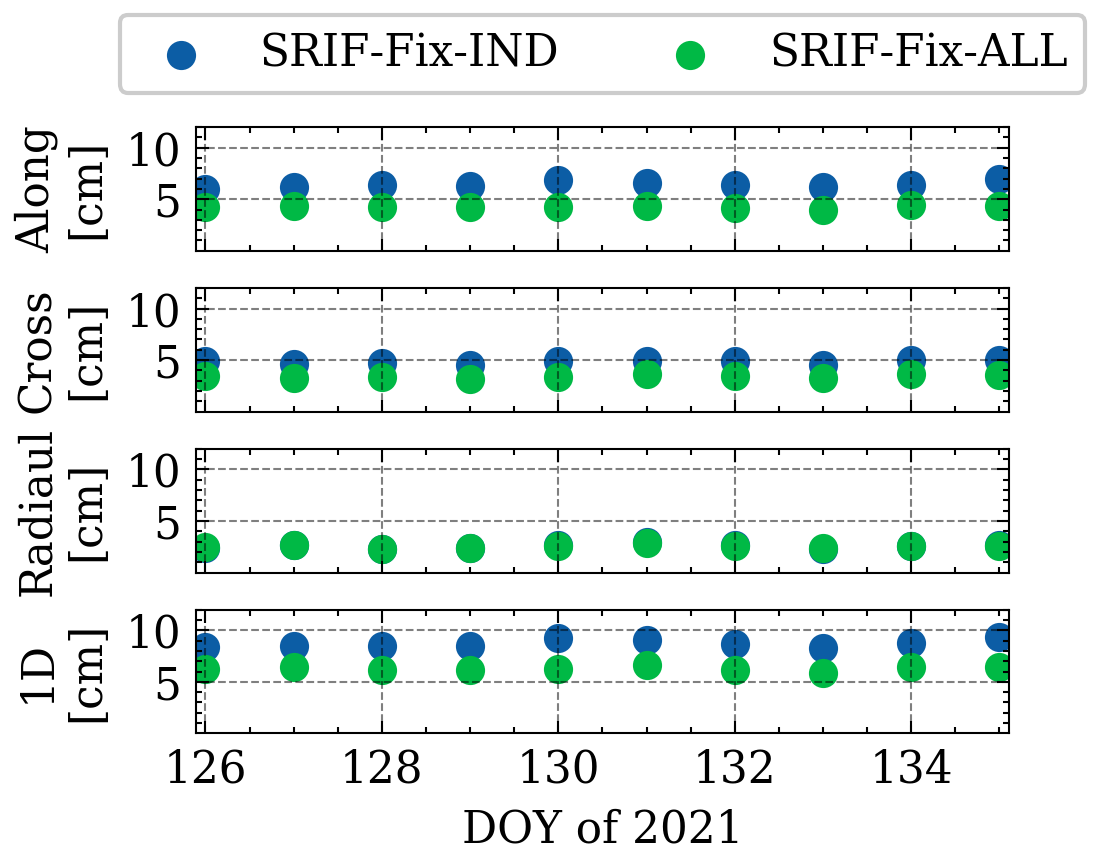 SRIF-Fix-IND SRIF-Fix-ALL
Along
[cm]
10
5
Cross
[cm]
10
5
Radiaul
[cm]
10
5
1D
[cm]
10
5
126 128 130 132 134
DOY of 2021